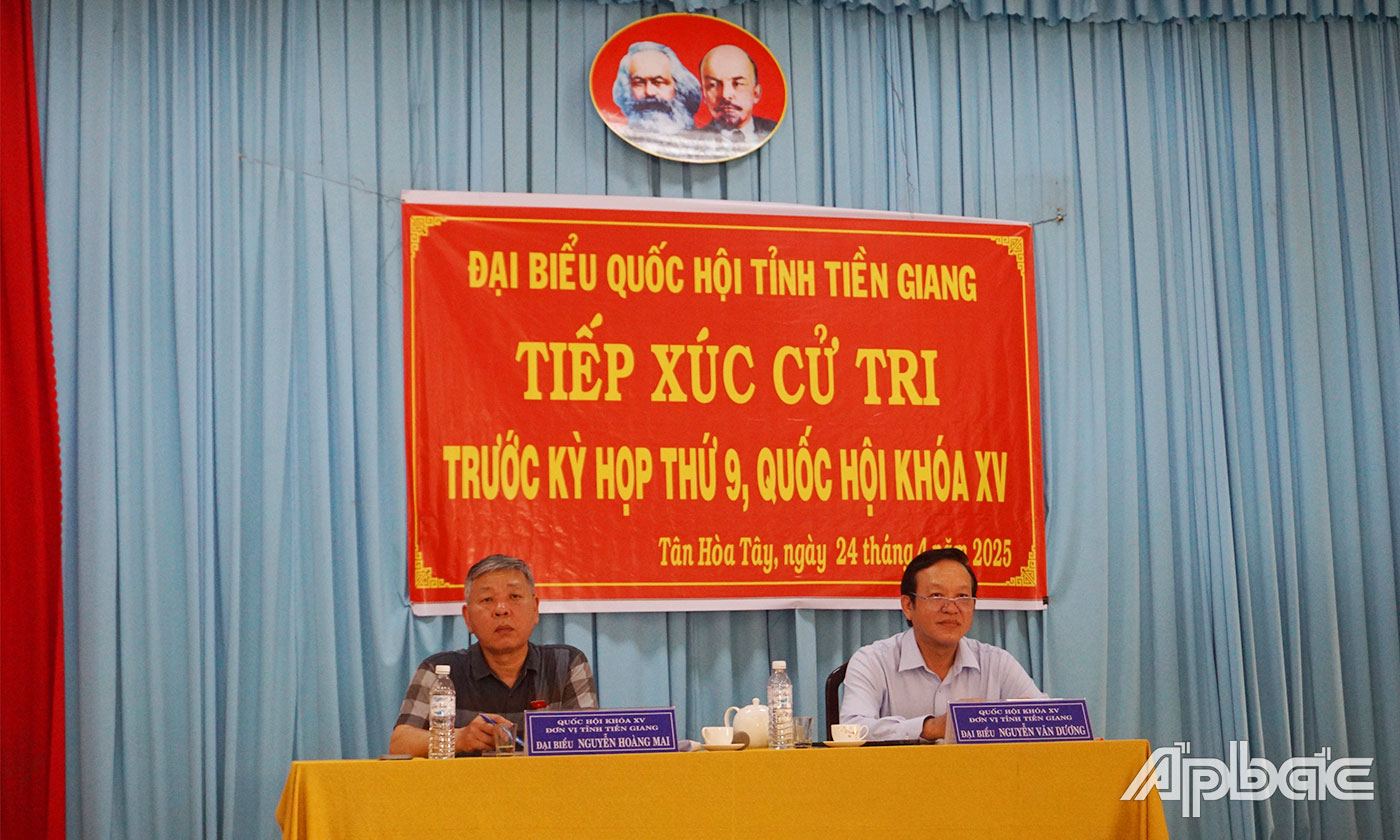 ĐẠI BIỂU QUỐC HỘI TỈNH TIỀN GIANG
TIẾP XÚC CỬ TRI
TRƯỚC KỲ HỌP THỨ 9, QUỐC HỘI KHÓA XV
Tân Hòa Tây, ngày 24 tháng 4 năm 2025
QUỐC HỘI KHÓA XV
ĐƠN VỊ TỈNH TIỀN GIANG
ĐẠI BIỂU NGUYỄN HOÀNG MAI
QUỐC HỘI KHÓA XV
ĐƠN VỊ TỈNH TIỀN GIANG
ĐẠI BIỂU NGUYỄN VĂN DƯƠNG
Ấpbắc